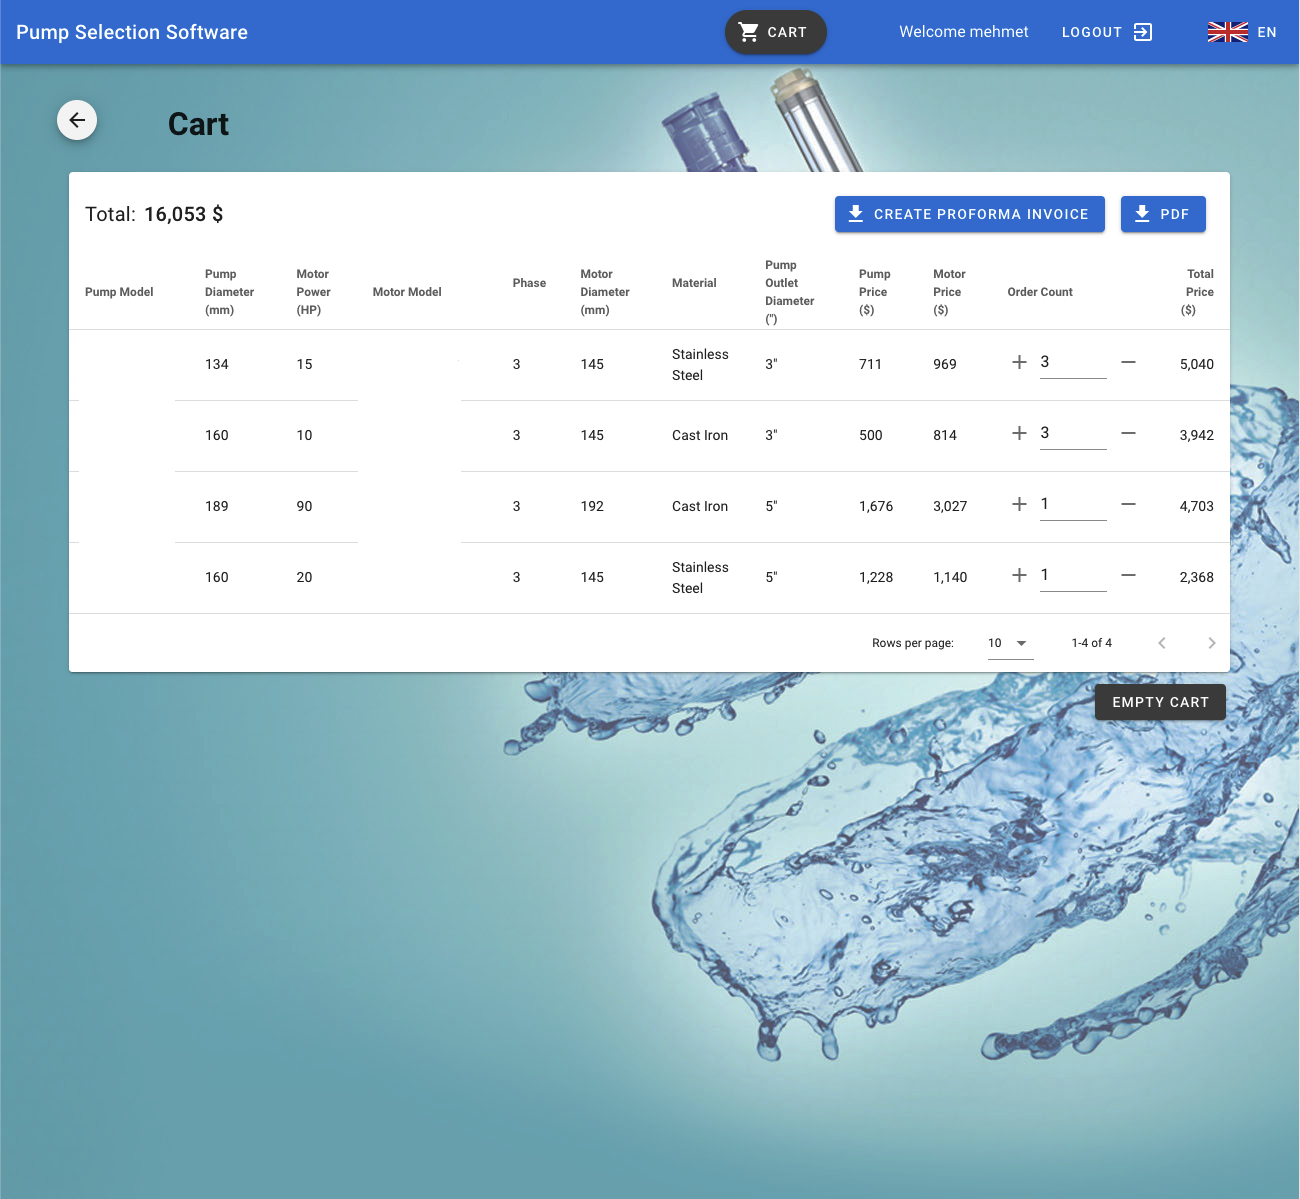 Pump Selection Software
CART
Welcome mehmet
LOGOUT
EN
Cart
Total: 16,053 $
CREATE PROFORMA INVOICE
PDF
Pump Model
Pump
Diameter
(mm)
Motor
Power
(HP)
Motor Model
Phase
Motor
Diameter
(mm)
Material
Pump
Outlet
Diameter
(")
Pump
Price
($)
Motor
Price
($)
Order Count
Total
Price
($)
134 15 3 145 Stainless Steel 3" 711 969 3 5,040
160 10 3 145 Cast Iron 3" 500 814 3 3,942
189 90 3 192 Cast Iron 5" 1,676 3,027 1 4,703
160 20 3 145 Stainless Steel 5" 1,228 1,140 1 2,368
Rows per page: 10 1-4 of 4
EMPTY CART